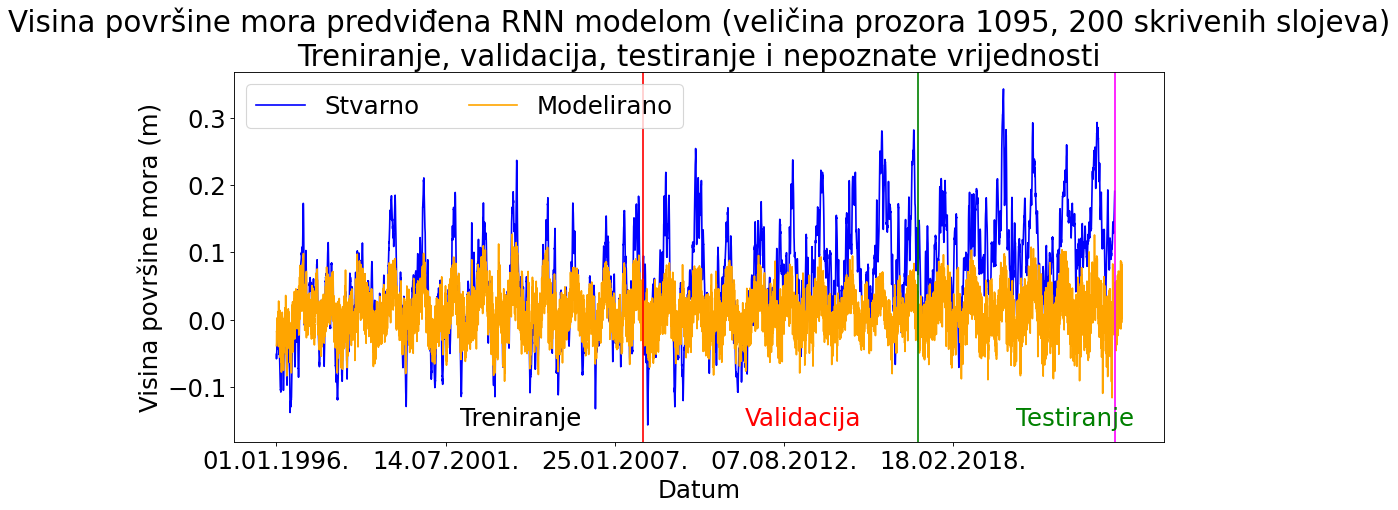 Visina površine mora predviđena RNN modelom (veličina prozora 1095, 200 skrivenih slojeva)
Treniranje, validacija, testiranje i nepoznate vrijednosti
Stvarno Modelirano
Visina površine mora (m)
0.3
0.2
0.1
0.0
−0.1
Treniranje Validacija Testiranje
01.01.1996. 14.07.2001. 25.01.2007. 07.08.2012. 18.02.2018.
Datum